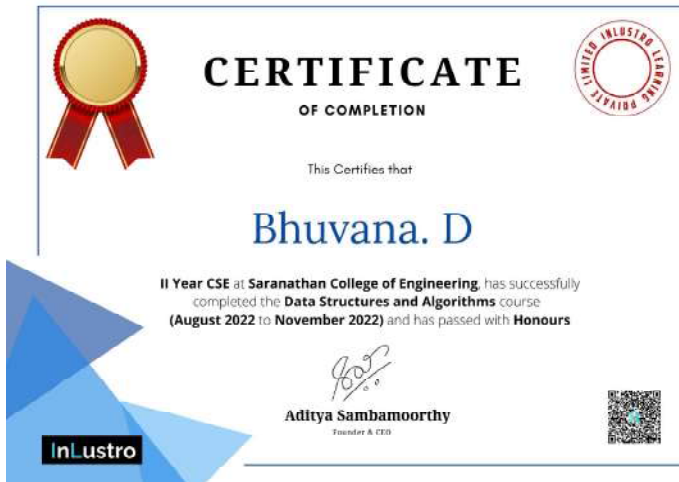 CERTIFICATE
OF COMPLETION
INLUSTRO LEARNING PRIVATE LIMITED
This Certifies that
Bhuvana. D
II Year CSE at Saranathan College of Engineering, has successfully
completed the Data Structures and Algorithms course
(August 2022 to November 2022) and has passed with Honours
Aditya Sambamoorthy
Founder & CEO
InLustro